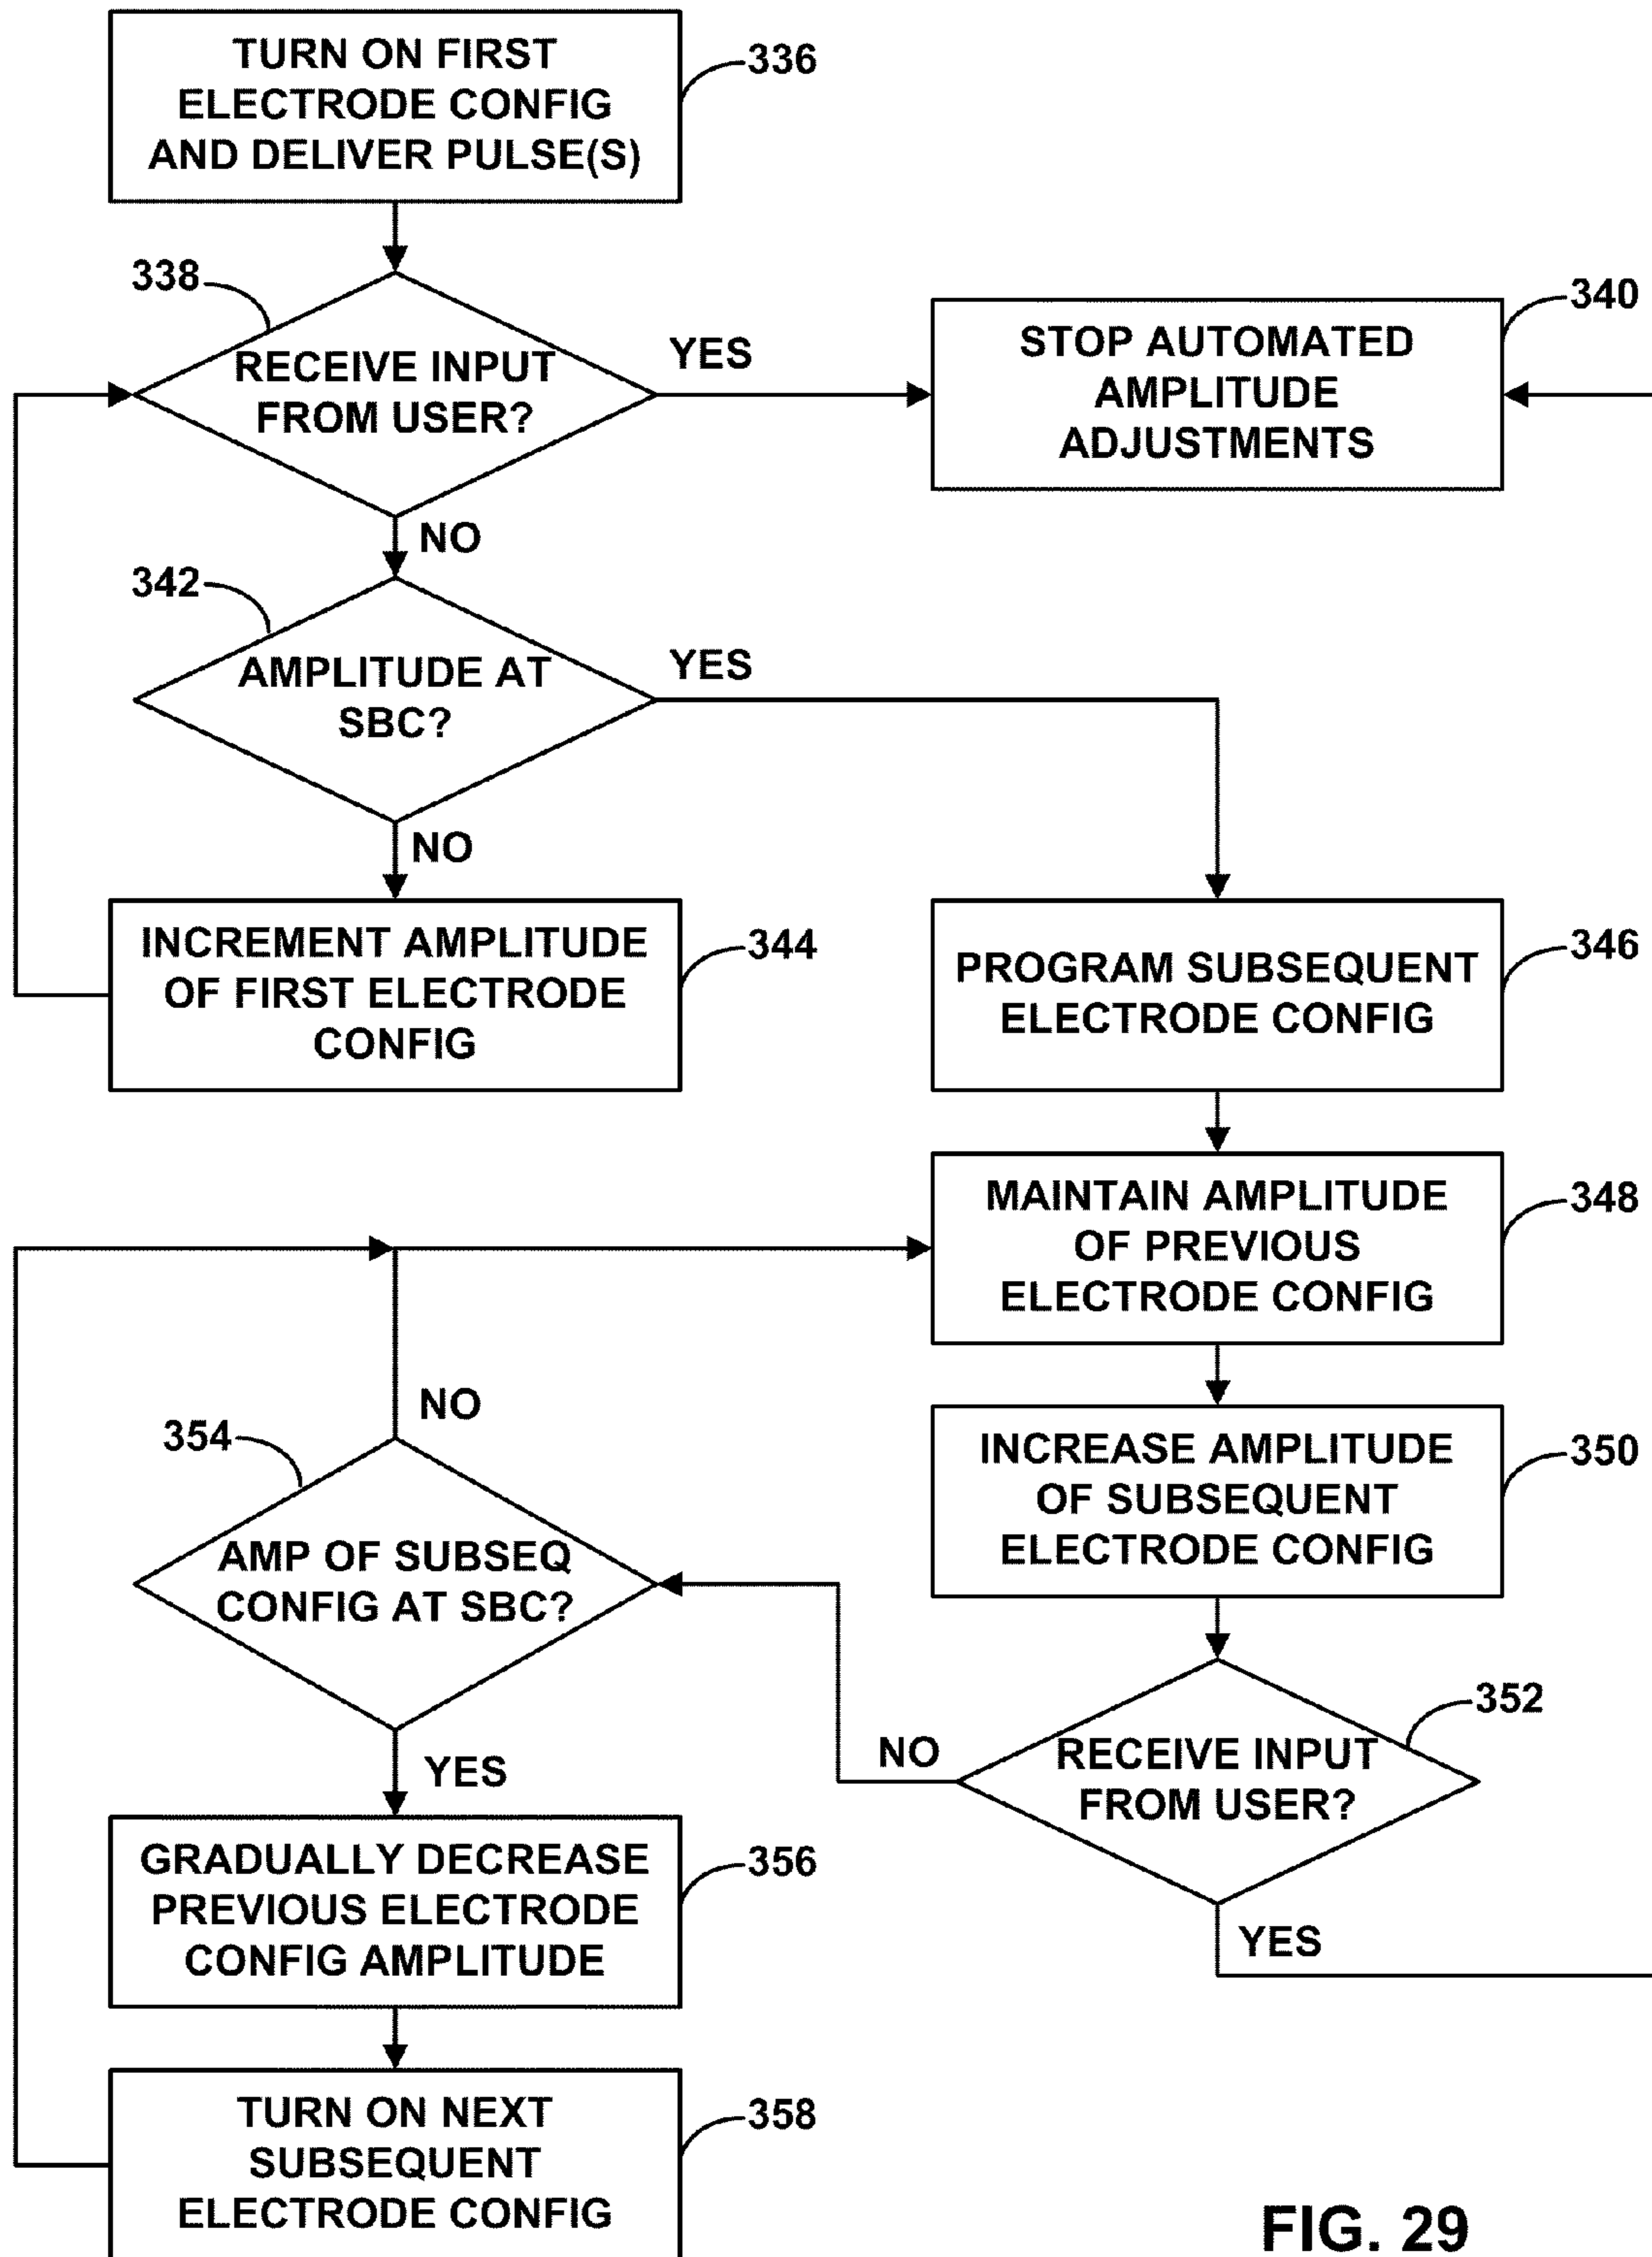 TURN ON FIRST
ELECTRODE CONFIG
AND DELIVER PULSE(S)
336
338
RECEIVE INPUT
FROM USER?
YES
NO
STOP AUTOMATED
AMPLITUDE
ADJUSTMENTS
340
342
AMPLITUDE AT
SBC?
YES
NO
INCREMENT AMPLITUDE
OF FIRST ELECTRODE
CONFIG
344
PROGRAM SUBSEQUENT
ELECTRODE CONFIG
346
MAINTAIN AMPLITUDE
OF PREVIOUS
ELECTRODE CONFIG
348
INCREASE AMPLITUDE
OF SUBSEQUENT
ELECTRODE CONFIG
350
352
RECEIVE INPUT
FROM USER?
NO
YES
354
NO
AMP OF SUBSEQ
CONFIG AT SBC?
YES
GRADUALLY DECREASE
PREVIOUS ELECTRODE
CONFIG AMPLITUDE
356
TURN ON NEXT
SUBSEQUENT
ELECTRODE CONFIG
358
FIG. 29